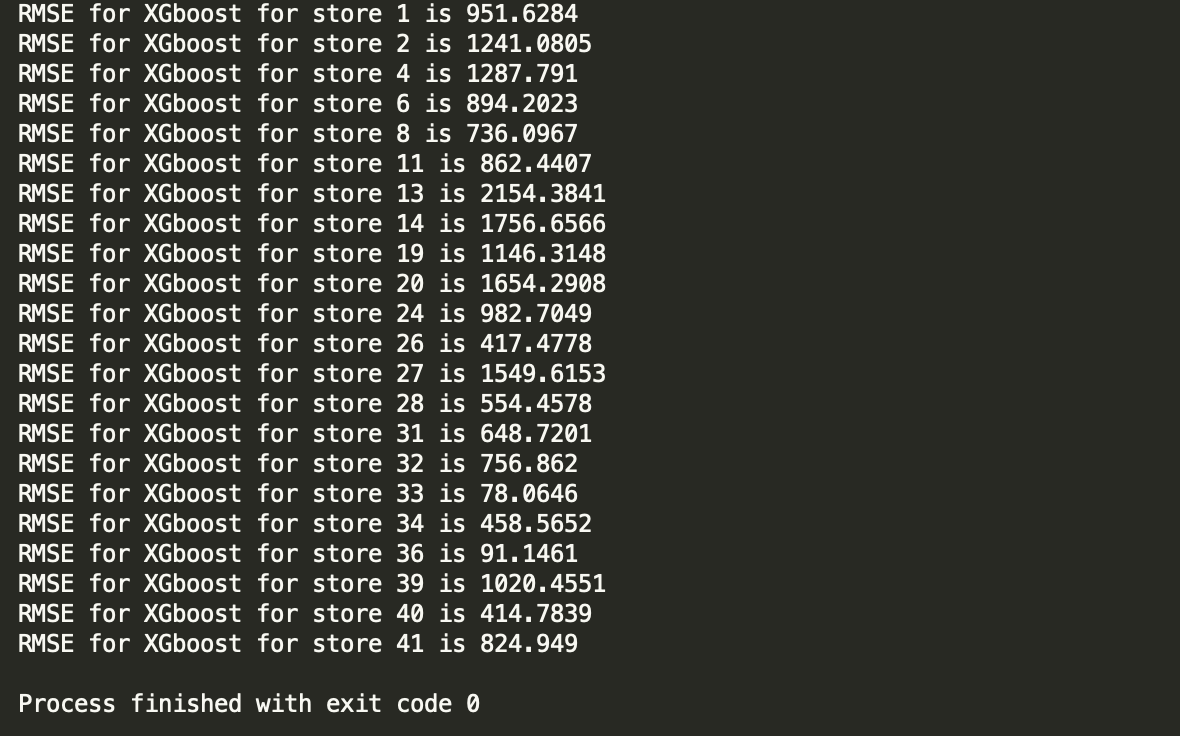 RMSE for XGboost for store 1 is 951.6284
RMSE for XGboost for store 2 is 1241.0805
RMSE for XGboost for store 4 is 1287.791
RMSE for XGboost for store 6 is 894.2023
RMSE for XGboost for store 8 is 736.0967
RMSE for XGboost for store 11 is 862.4407
RMSE for XGboost for store 13 is 2154.3841
RMSE for XGboost for store 14 is 1756.6566
RMSE for XGboost for store 19 is 1146.3148
RMSE for XGboost for store 20 is 1654.2908
RMSE for XGboost for store 24 is 982.7049
RMSE for XGboost for store 26 is 417.4778
RMSE for XGboost for store 27 is 1549.6153
RMSE for XGboost for store 28 is 554.4578
RMSE for XGboost for store 31 is 648.7201
RMSE for XGboost for store 32 is 756.862
RMSE for XGboost for store 33 is 78.0646
RMSE for XGboost for store 34 is 458.5652
RMSE for XGboost for store 36 is 91.1461
RMSE for XGboost for store 39 is 1020.4551
RMSE for XGboost for store 40 is 414.7839
RMSE for XGboost for store 41 is 824.949
Process finished with exit code 0